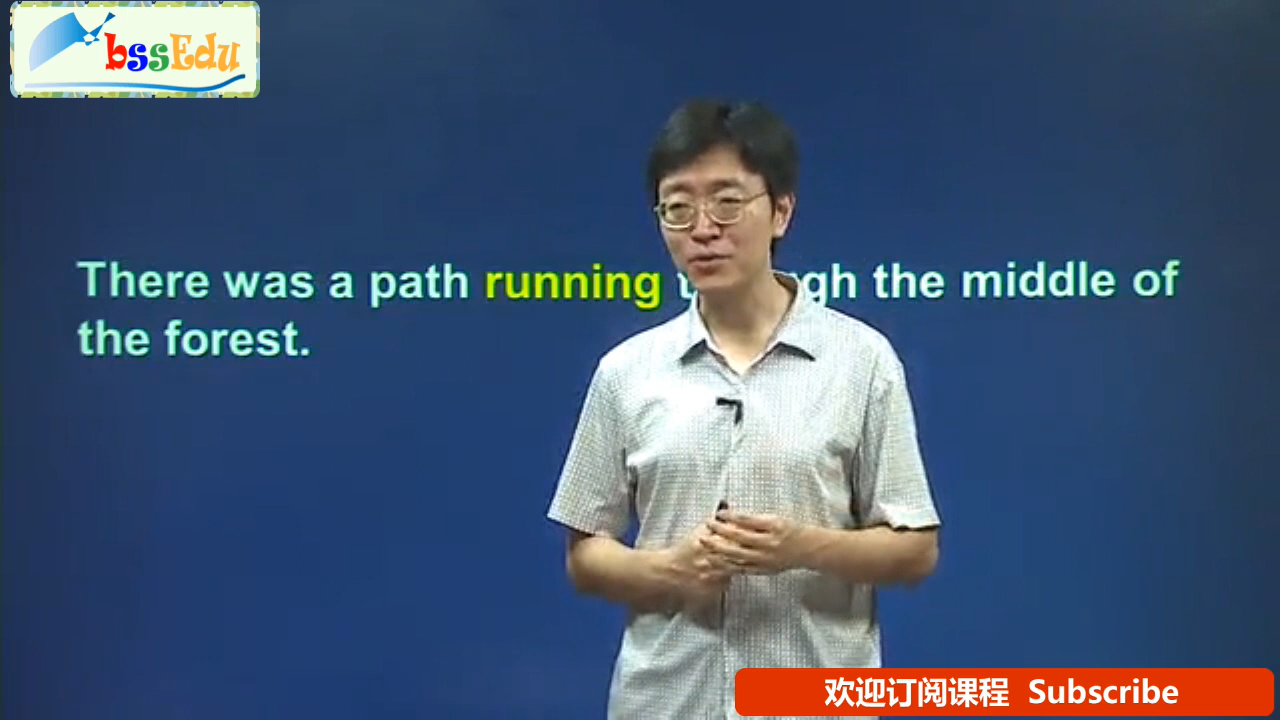 bssEdu
There was a path running the middle of
the forest.
欢迎订阅课程 Subscribe